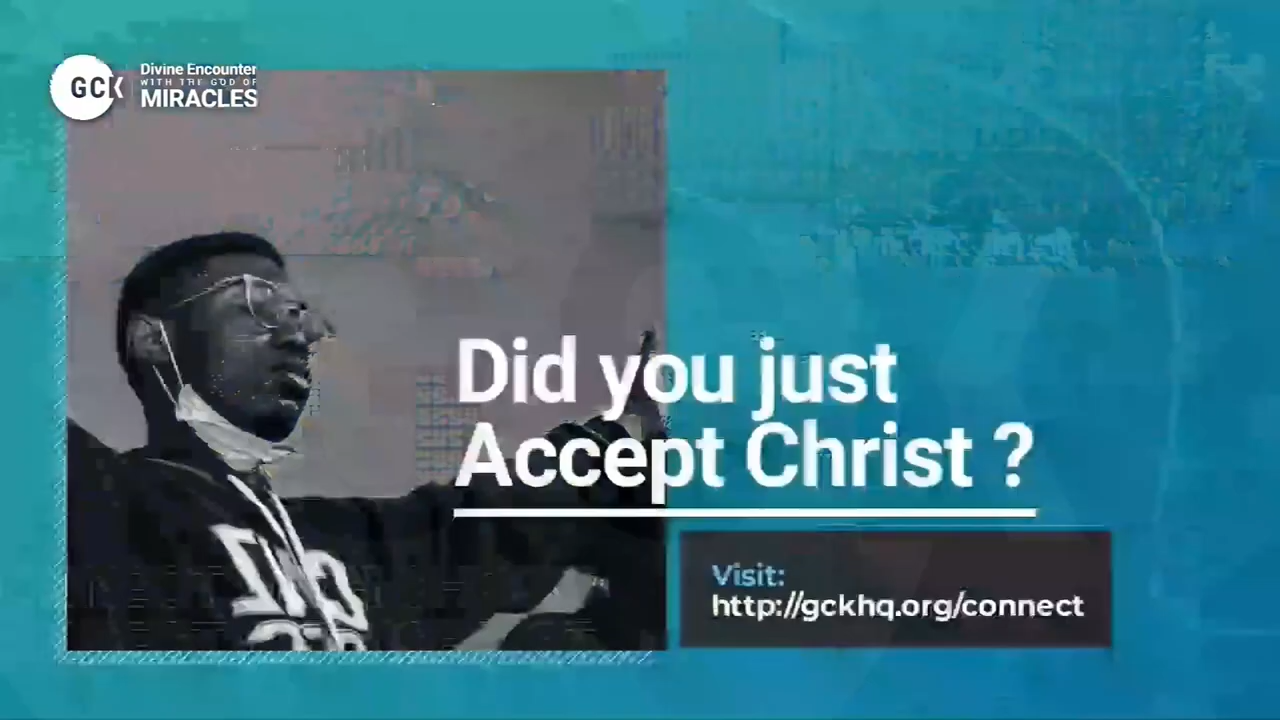 GCK
Divine Encounter
WITH THE GOD OF
MIRACLES
Did you just
Accept Christ ?
Visit:
http://gckhq.org/connect